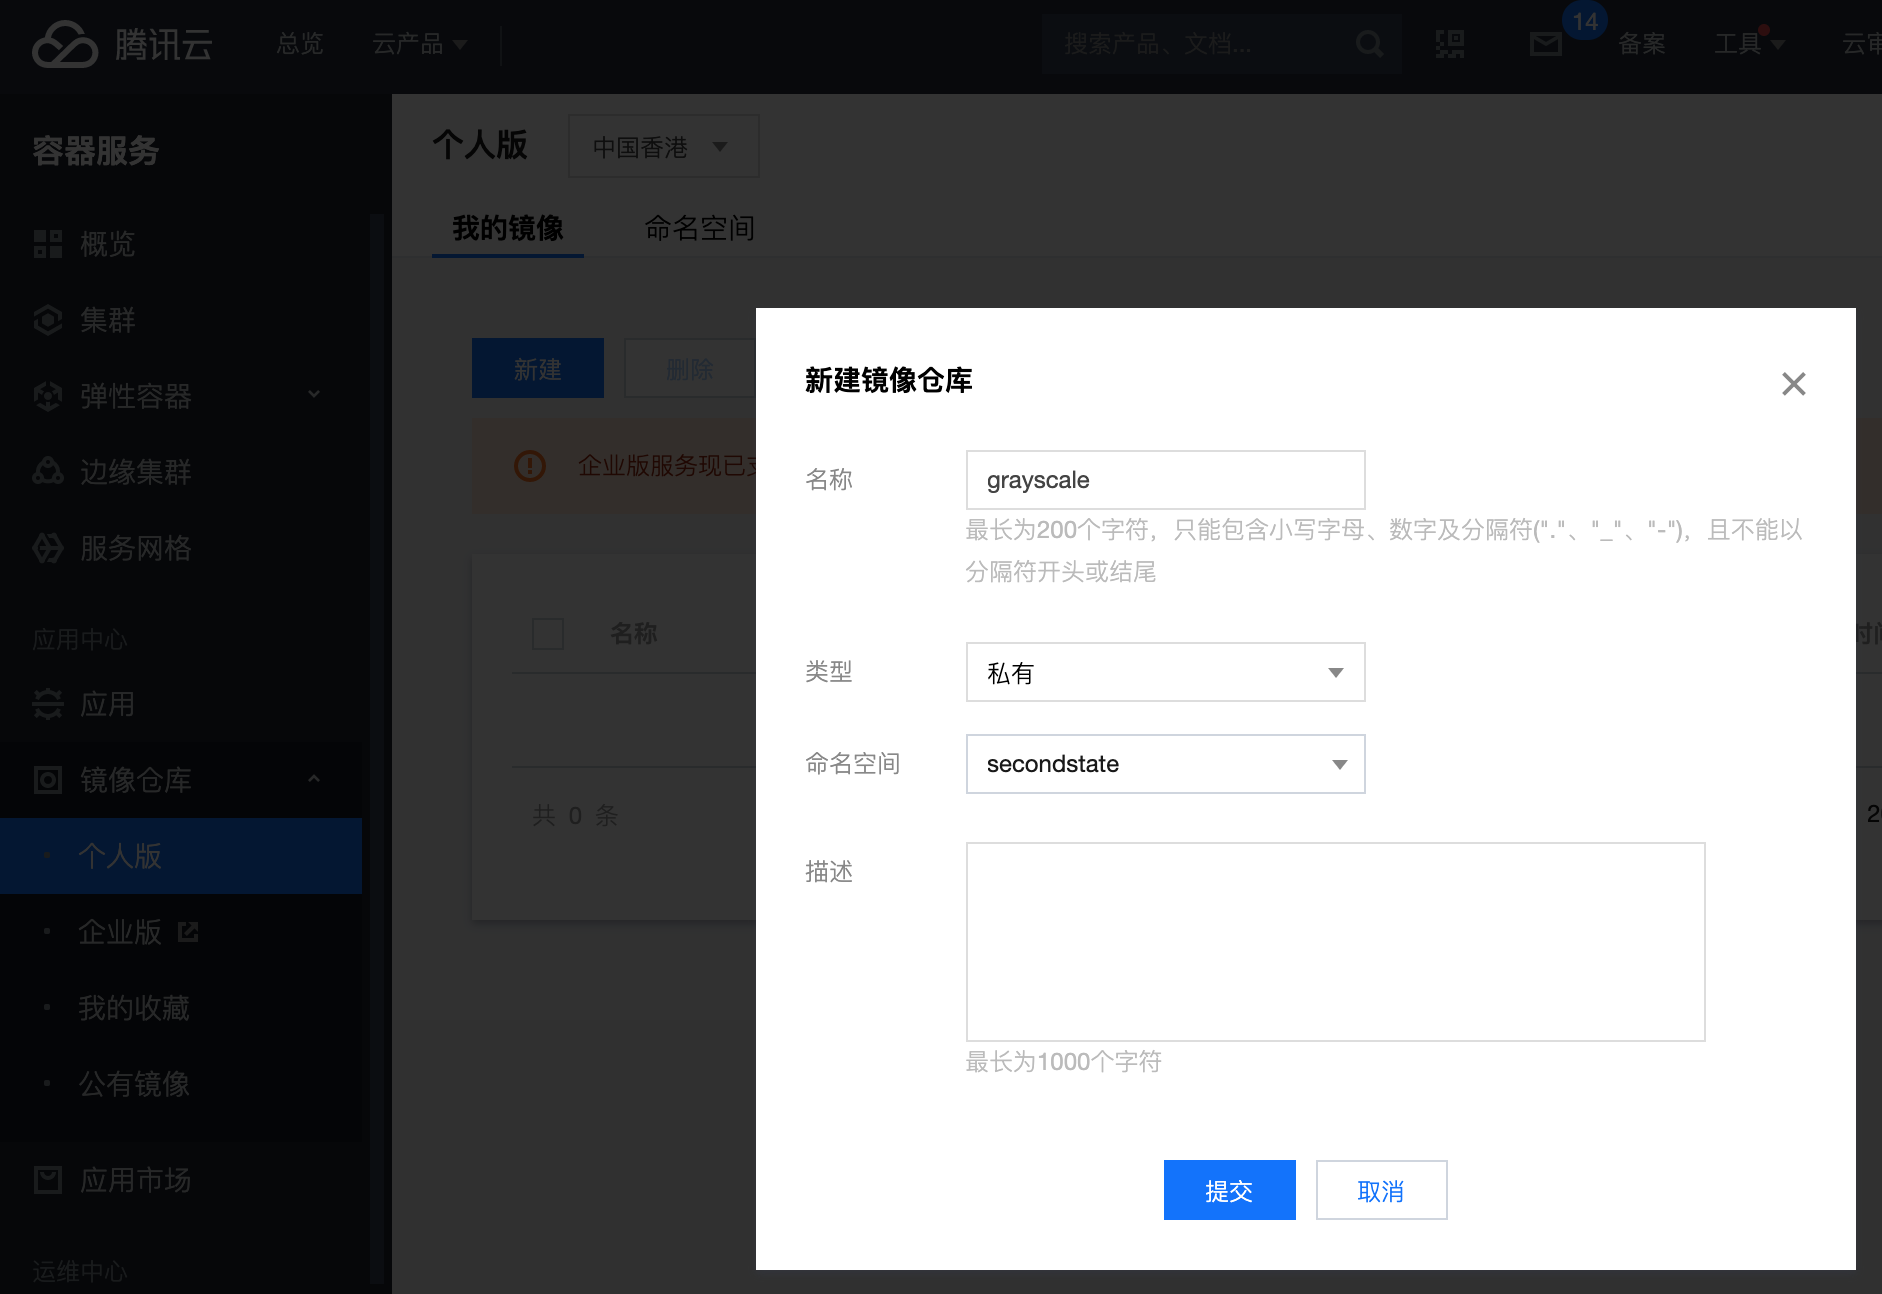 腾讯云
总览
云产品
搜索产品、文档...
14
备案
工具
云审
容器服务
个人版
中国香港
我的镜像
命名空间
概览
集群
弹性容器
边缘集群
服务网格
应用中心
应用
镜像仓库
个人版
企业版
我的收藏
公有镜像
应用市场
运维中心
新建
删除
企业版服务现已支
名称
时间
共 0 条
20
新建镜像仓库
名称
grayscale
最长为200个字符，只能包含小写字母、数字及分隔符("."、"_"、"-")，且不能以
分隔符开头或结尾
类型
私有
命名空间
secondstate
描述
最长为1000个字符
提交
取消